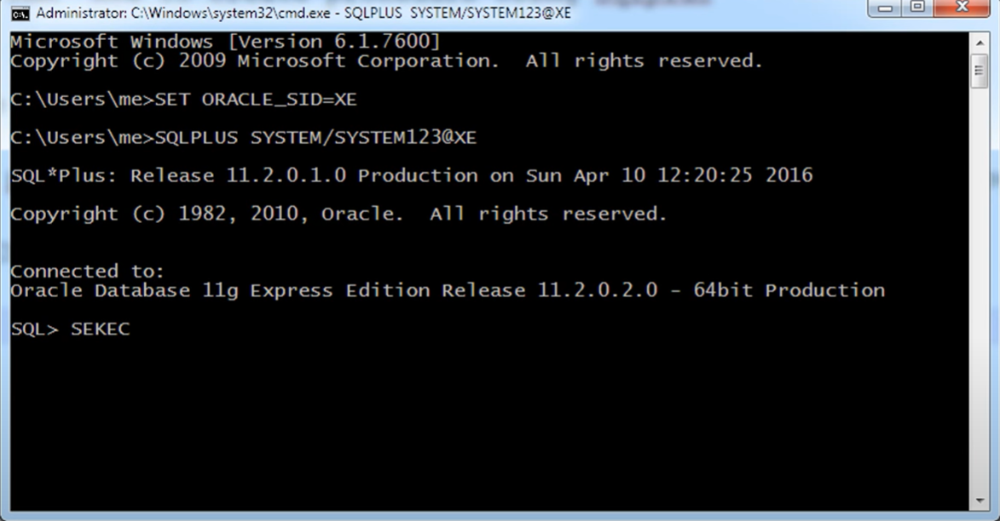 Administrator: C:\Windows\system32\cmd.exe - SQLPLUS  SYSTEM/SYSTEM123@XE
Microsoft Windows [Version 6.1.7600]
Copyright (c) 2009 Microsoft Corporation.  All rights reserved.
C:\Users\me>SET ORACLE_SID=XE
C:\Users\me>SQLPLUS SYSTEM/SYSTEM123@XE
SQL*Plus: Release 11.2.0.1.0 Production on Sun Apr 10 12:20:25 2016
Copyright (c) 1982, 2010, Oracle.  All rights reserved.
Connected to:
Oracle Database 11g Express Edition Release 11.2.0.2.0 - 64bit Production
SQL> SEKEC